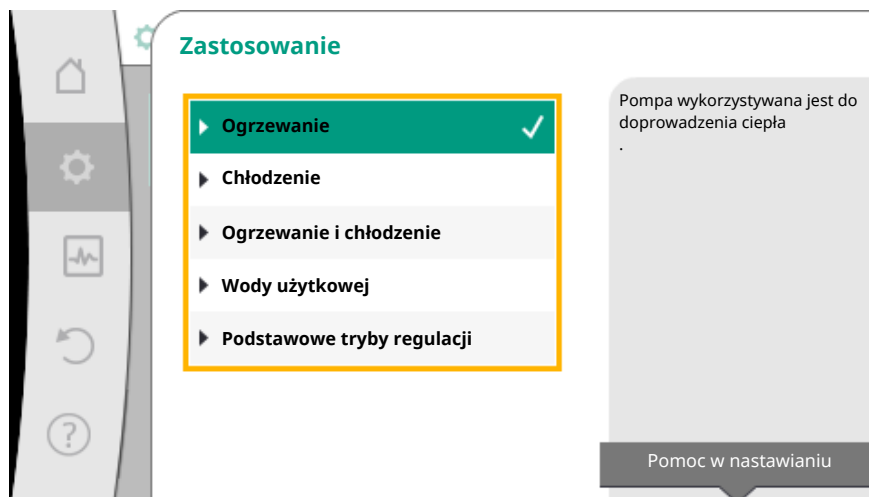 Zastosowanie
Ogrzewanie
Chłodzenie
Ogrzewanie i chłodzenie
Wody użytkowej
Podstawowe tryby regulacji
Pompa wykorzystywana jest do
doprowadzenia ciepła
.
Pomoc w nastawianiu
?